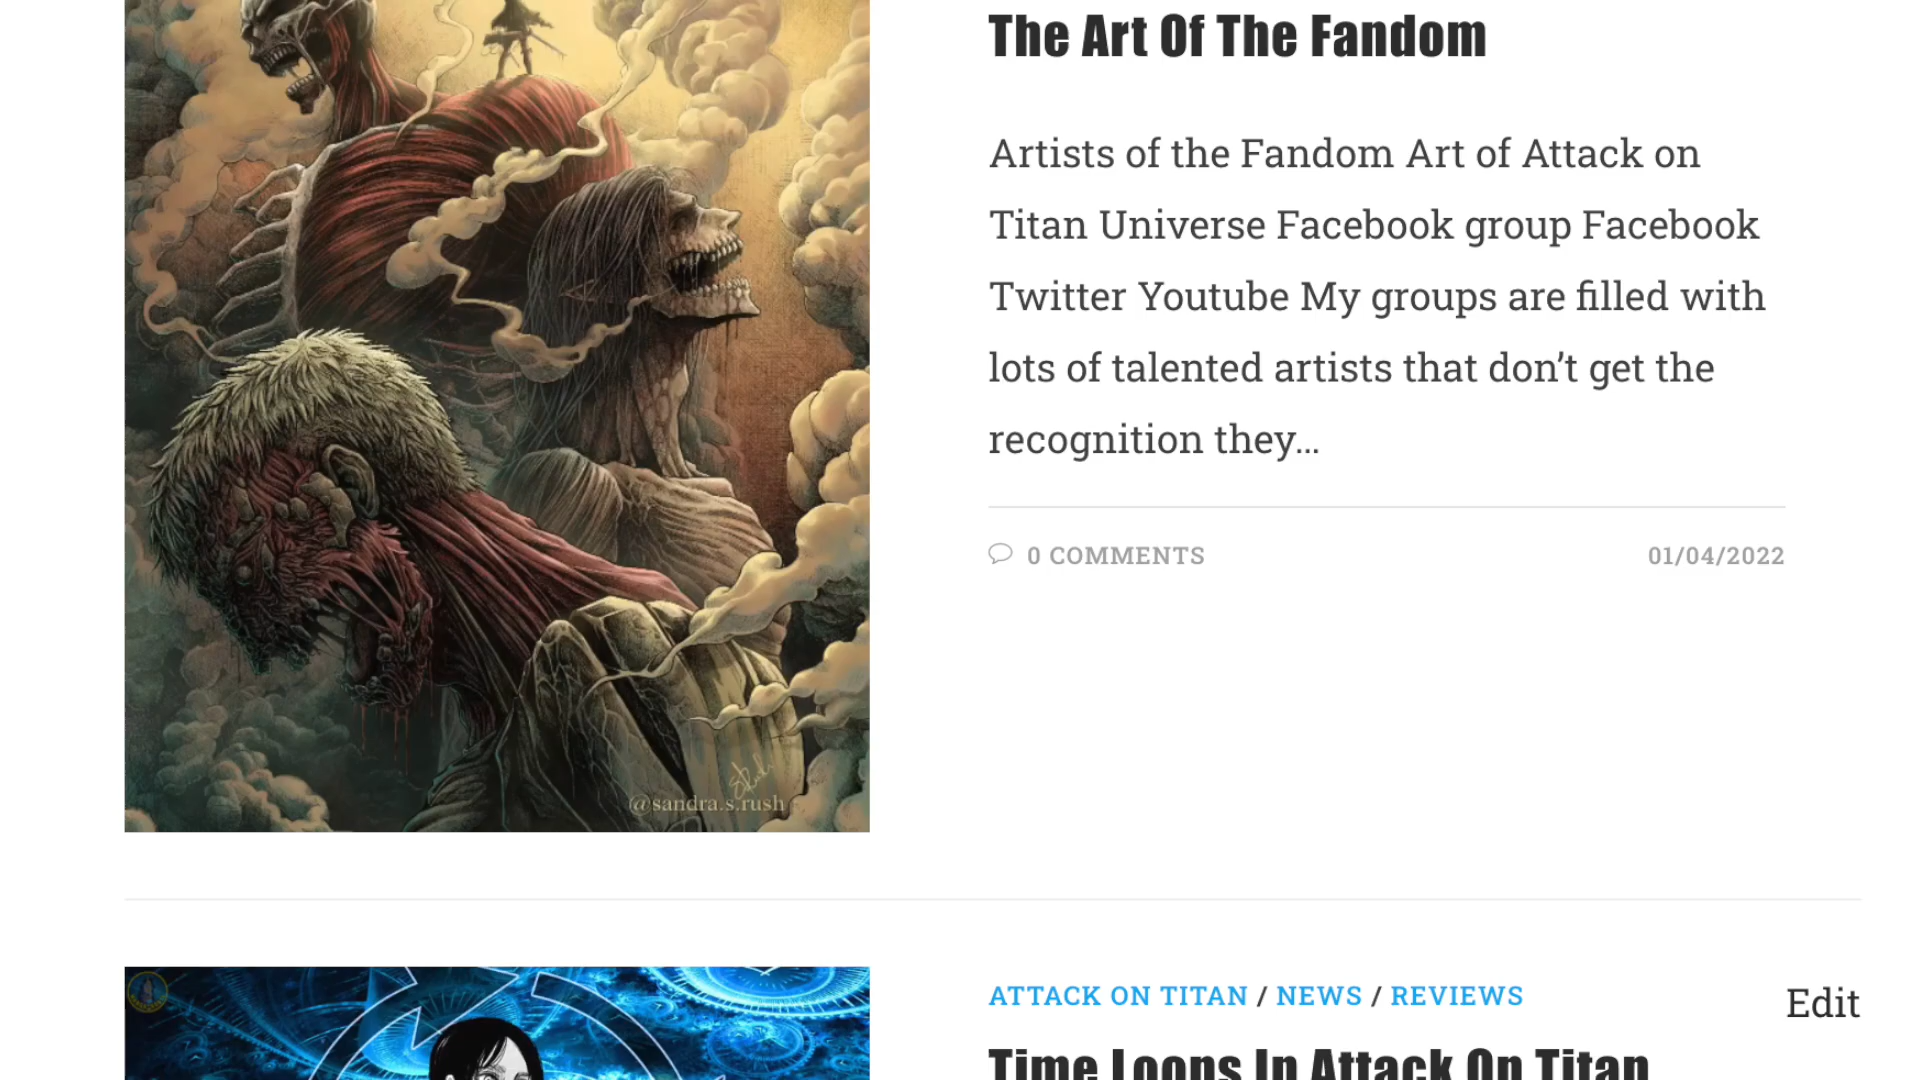 The Art Of The Fandom
Artists of the Fandom Art of Attack on
Titan Universe Facebook group Facebook
Twitter Youtube My groups are filled with
lots of talented artists that don’t get the
recognition they…
0 COMMENTS
01/04/2022
@sandra.s.rush
ATTACK ON TITAN / NEWS / REVIEWS
Edit
Time Loops In Attack On Titan